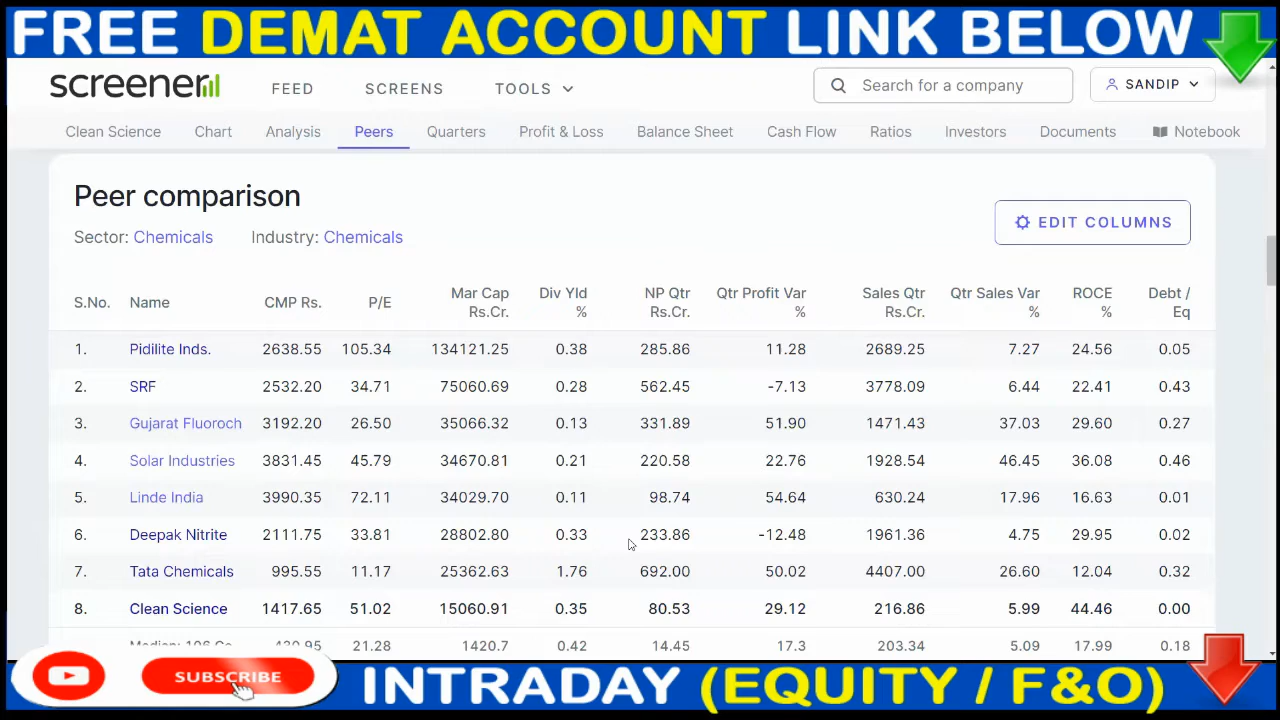 FREE DEMAT ACCOUNT LINK BELOW
screener FEED SCREENS TOOLS Search for a company SANDIP
Clean Science Chart Analysis Peers Quarters Profit & Loss Balance Sheet Cash Flow Ratios Investors Documents Notebook
Peer comparison
Sector: Chemicals Industry: Chemicals EDIT COLUMNS
S.No. Name CMP Rs. P/E Mar Cap Rs.Cr. Div Yld % NP Qtr Rs.Cr. Qtr Profit Var % Sales Qtr Rs.Cr. Qtr Sales Var % ROCE % Debt / Eq
1. Pidilite Inds. 2638.55 105.34 134121.25 0.38 285.86 11.28 2689.25 7.27 24.56 0.05
2. SRF 2532.20 34.71 75060.69 0.28 562.45 -7.13 3778.09 6.44 22.41 0.43
3. Gujarat Fluoroch 3192.20 26.50 35066.32 0.13 331.89 51.90 1471.43 37.03 29.60 0.27
4. Solar Industries 3831.45 45.79 34670.81 0.21 220.58 22.76 1928.54 46.45 36.08 0.46
5. Linde India 3990.35 72.11 34029.70 0.11 98.74 54.64 630.24 17.96 16.63 0.01
6. Deepak Nitrite 2111.75 33.81 28802.80 0.33 233.86 -12.48 1961.36 4.75 29.95 0.02
7. Tata Chemicals 995.55 11.17 25362.63 1.76 692.00 50.02 4407.00 26.60 12.04 0.32
8. Clean Science 1417.65 51.02 15060.91 0.35 80.53 29.12 216.86 5.99 44.46 0.00
21.28 1420.7 0.42 14.45 17.3 203.34 5.09 17.99 0.18
SUBSCRIBE INTRADAY (EQUITY / F&O)